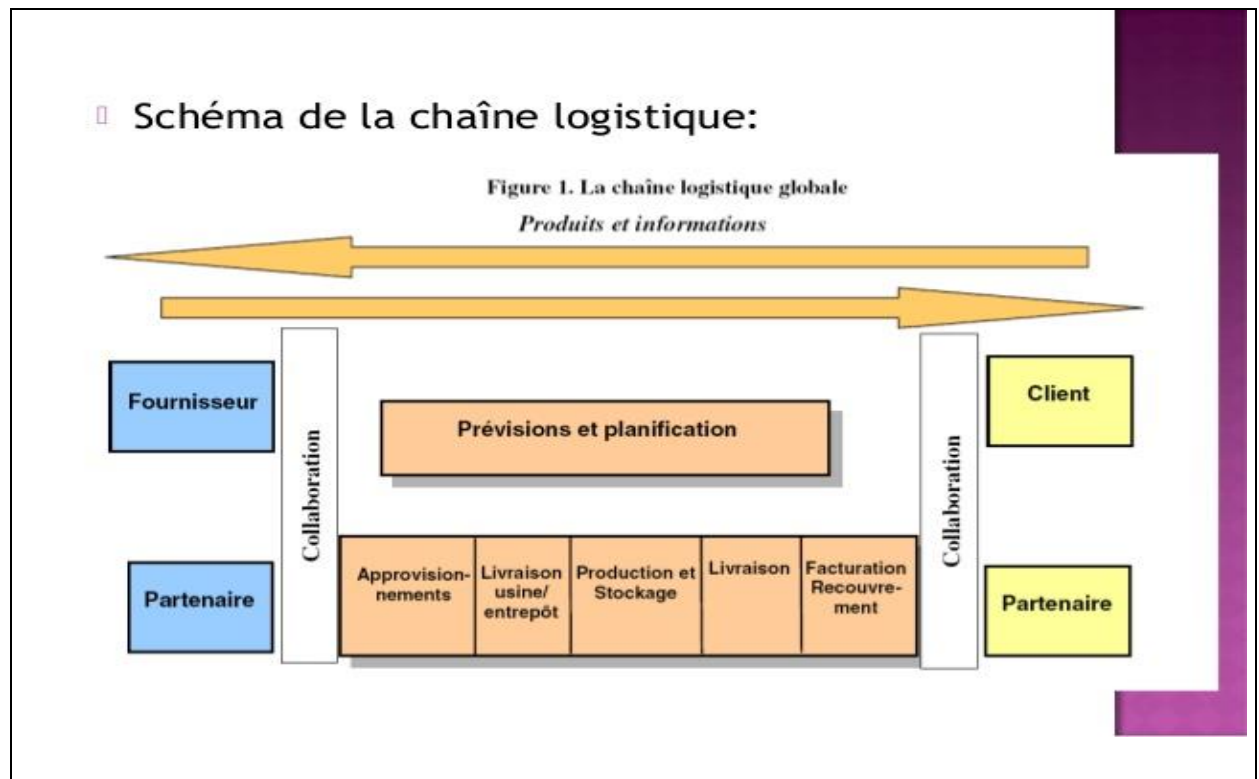 Schéma de la chaîne logistique:
Figure 1. La chaîne logistique globale
Produits et informations
Fournisseur
Partenaire
Collaboration
Prévisions et planification
Approvision-
nements
Livraison
usine/
entrepôt
Production et
Stockage
Livraison
Facturation
Recouvre-
ment
Collaboration
Client
Partenaire